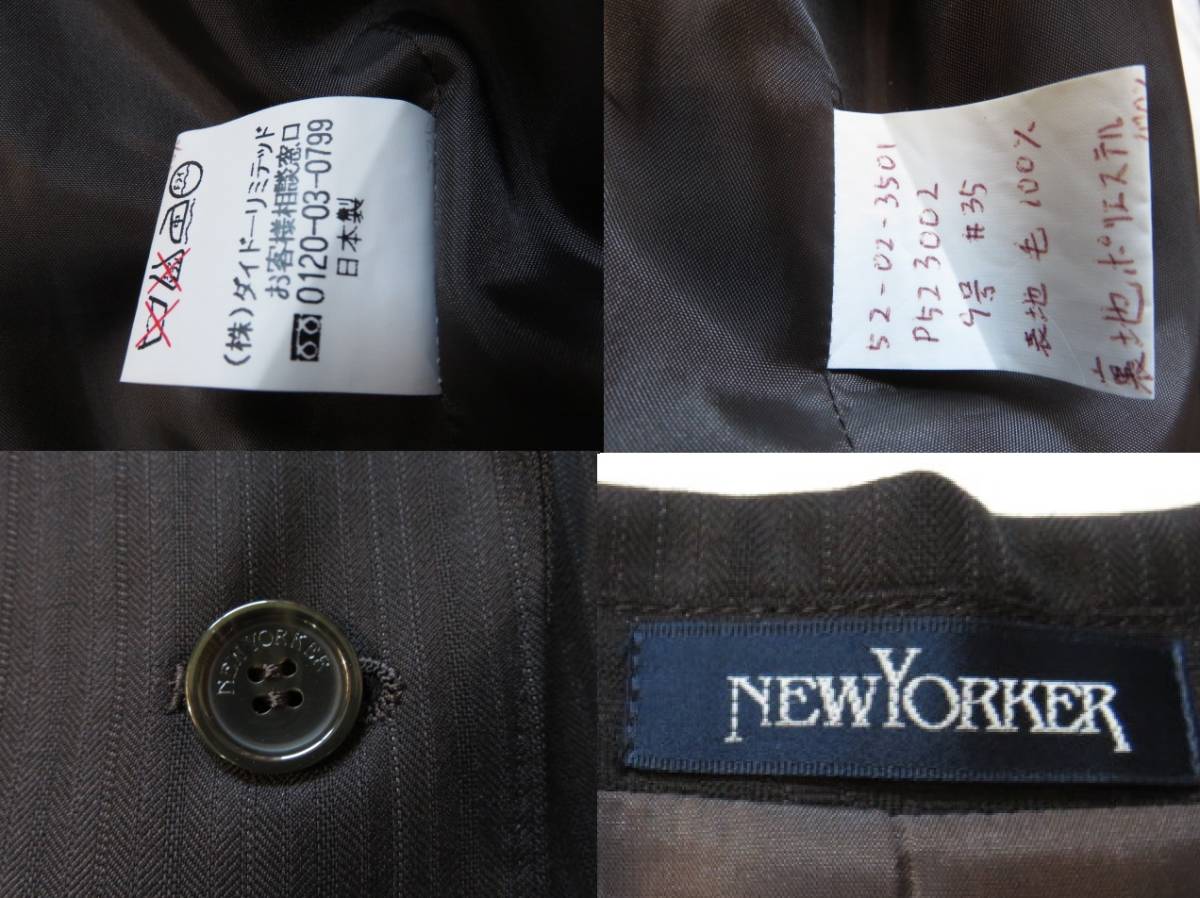 (株)ダイドーリミテッド
お客様相談窓口
0120-03-0799
日本製
52-02-3501
P523002
9号 #35
表地 毛 100%
裏地 ポリエステル
100%
NEWYORKER
NEWYORKER